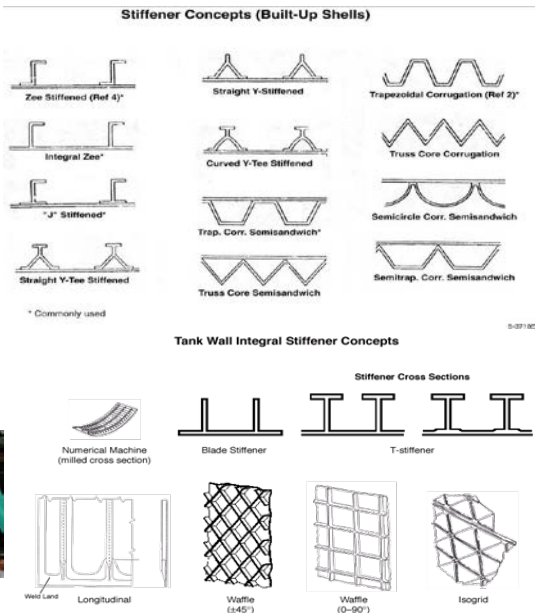 Stiffener Concepts (Built-Up Shells)
Zee Stiffened (Ref 4)*
Straight Y-Stiffened
Trapezoidal Corrugation (Ref 2)*
Integral Zee*
Curved Y-Tee Stiffened
Truss Core Corrugation
"J" Stiffened*
Trap. Corr. Semisandwich*
Semicircle Corr. Semisandwich
Straight Y-Tee Stiffened
Truss Core Semisandwich
Semitrap. Corr. Semisandwich
* Commonly used
Tank Wall Integral Stiffener Concepts
Stiffener Cross Sections
Numerical Machine
(milled cross section)
Blade Stiffener
T-stiffener
Weld Land
Longitudinal
Waffle
(±45°)
Waffle
(0–90°)
Isogrid